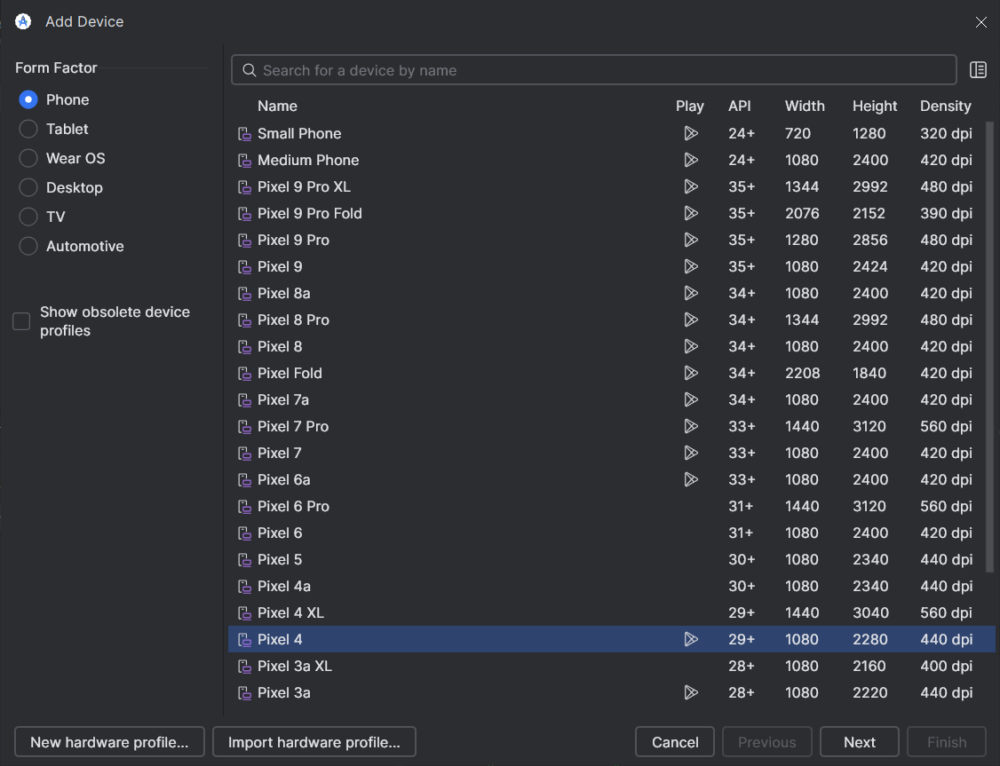 Add Device
Form Factor
Phone
Tablet
Wear OS
Desktop
TV
Automotive
Show obsolete device
profiles
Search for a device by name
Name Play API Width Height Density
Small Phone 24+ 720 1280 320 dpi
Medium Phone 24+ 1080 2400 420 dpi
Pixel 9 Pro XL 35+ 1344 2992 480 dpi
Pixel 9 Pro Fold 35+ 2076 2152 390 dpi
Pixel 9 Pro 35+ 1280 2856 480 dpi
Pixel 9 35+ 1080 2424 420 dpi
Pixel 8a 34+ 1080 2400 420 dpi
Pixel 8 Pro 34+ 1344 2992 480 dpi
Pixel 8 34+ 1080 2400 420 dpi
Pixel Fold 34+ 2208 1840 420 dpi
Pixel 7a 34+ 1080 2400 420 dpi
Pixel 7 Pro 33+ 1440 3120 560 dpi
Pixel 7 33+ 1080 2400 420 dpi
Pixel 6a 33+ 1080 2400 420 dpi
Pixel 6 Pro 31+ 1440 3120 560 dpi
Pixel 6 31+ 1080 2400 420 dpi
Pixel 5 30+ 1080 2340 440 dpi
Pixel 4a 30+ 1080 2340 440 dpi
Pixel 4 XL 29+ 1440 3040 560 dpi
Pixel 4 29+ 1080 2280 440 dpi
Pixel 3a XL 28+ 1080 2160 400 dpi
Pixel 3a 28+ 1080 2220 440 dpi
New hardware profile... Import hardware profile... Cancel Previous Next Finish